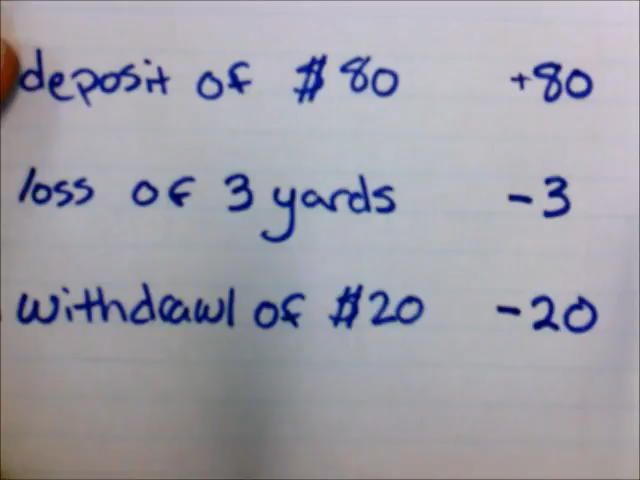 deposit of $80 +80
loss of 3 yards -3
withdrawl of $20 -20